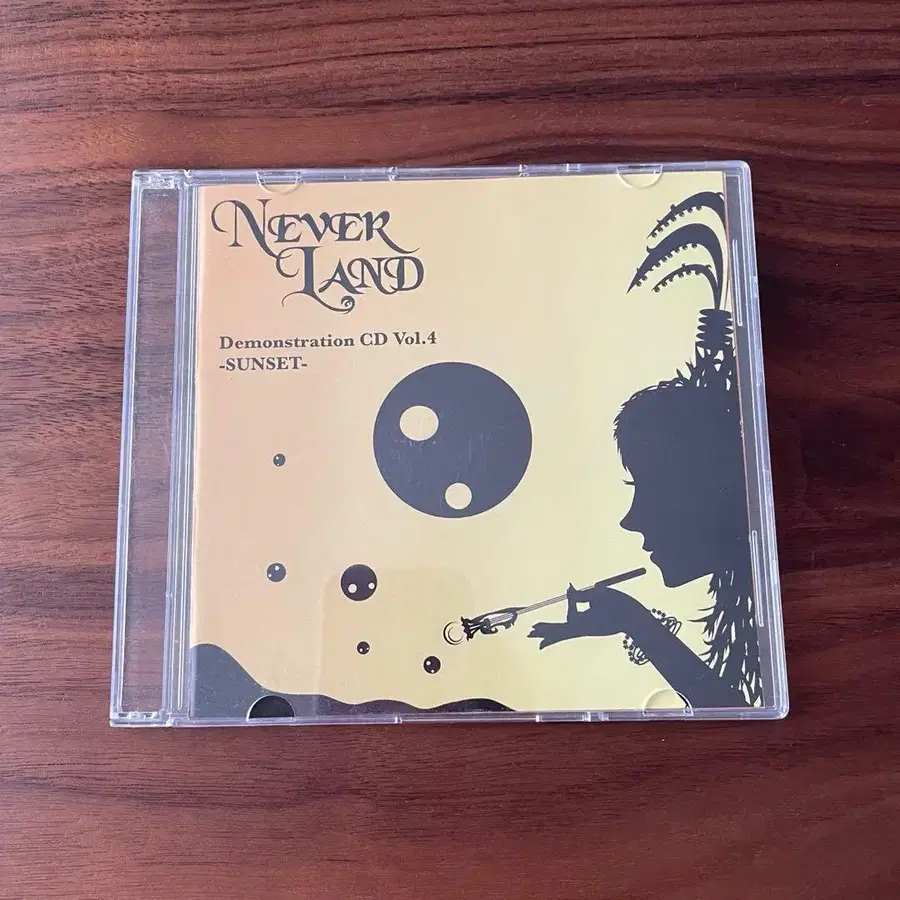 NEVER
LAND
Demonstration CD Vol.4
-SUNSET-